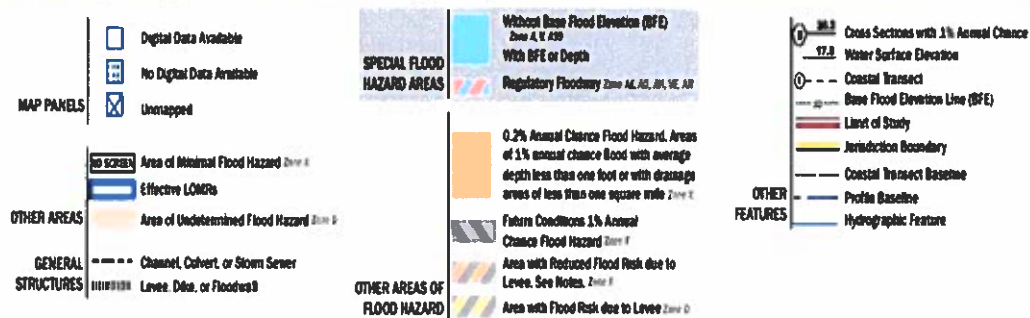 Digital Data Available
No Digital Data Available
MAP PANELS
Unmapped
NO SCREEN Area of Minimal Flood Hazard Zone X
Effective LOMRs
OTHER AREAS
Area of Undetermined Flood Hazard Zone D
GENERAL
STRUCTURES
Channel, Culvert, or Storm Sewer
Levee, Dike, or Floodwall
SPECIAL FLOOD
HAZARD AREAS
Without Base Flood Elevation (BFE)
Zone A, V, A99
With BFE or Depth
Regulatory Floodway Zone AE, AO, AH, VE, AR
0.2% Annual Chance Flood Hazard, Areas
of 1% annual chance flood with average
depth less than one foot or with drainage
areas of less than one square mile Zone X
Future Conditions 1% Annual
Chance Flood Hazard Zone X
Area with Reduced Flood Risk due to
Levee. See Notes. Zone X
OTHER AREAS OF
FLOOD HAZARD
Area with Flood Risk due to Levee Zone D
Cross Sections with 1% Annual Chance
17.5 Water Surface Elevation
Coastal Transect
Base Flood Elevation Line (BFE)
Limit of Study
Jurisdiction Boundary
Coastal Transect Baseline
OTHER
FEATURES
Profile Baseline
Hydrographic Feature